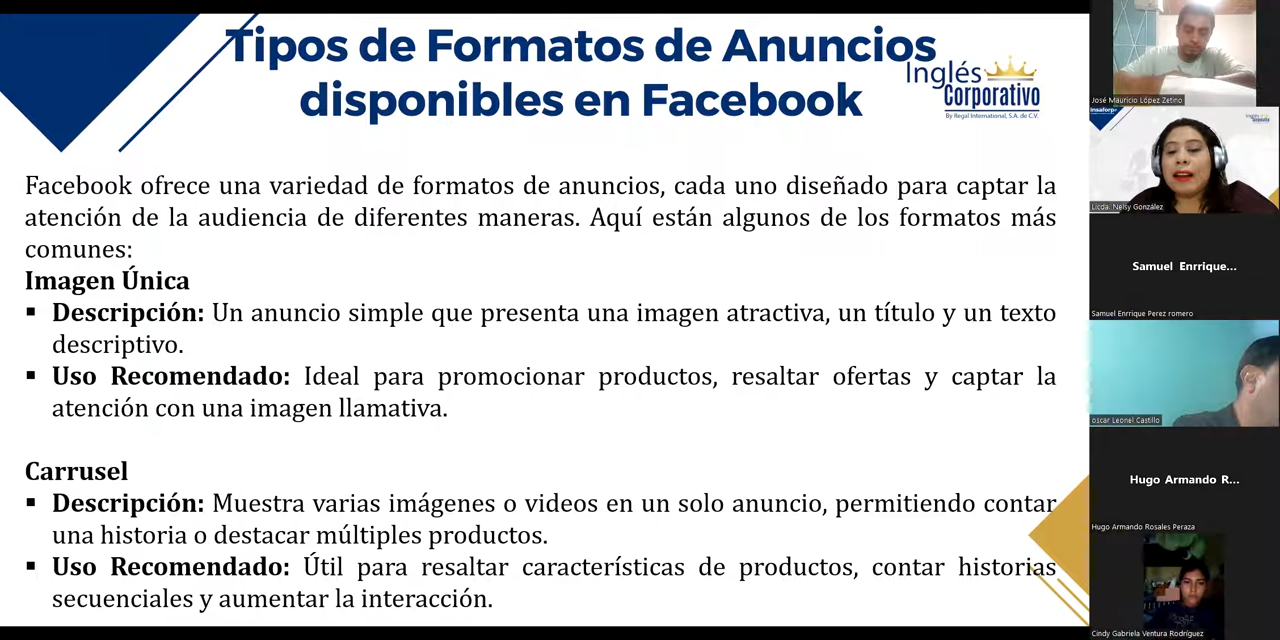 Tipos de Formatos de Anuncios
disponibles en Facebook
Inglés
Corporativo
By Regal International, S.A. de C.V.
Facebook ofrece una variedad de formatos de anuncios, cada uno diseñado para captar la
atención de la audiencia de diferentes maneras. Aquí están algunos de los formatos más
comunes:
Imagen Única
▪ Descripción: Un anuncio simple que presenta una imagen atractiva, un título y un texto
descriptivo.
▪ Uso Recomendado: Ideal para promocionar productos, resaltar ofertas y captar la
atención con una imagen llamativa.
Carrusel
▪ Descripción: Muestra varias imágenes o videos en un solo anuncio, permitiendo contar
una historia o destacar múltiples productos.
▪ Uso Recomendado: Útil para resaltar características de productos, contar historias
secuenciales y aumentar la interacción.
José Mauricio López Zetino
insaforp
Inglés
Licda. Nelsy González
Samuel Enrrique...
Samuel Enrrique Perez romero
oscar Leonel Castillo
Hugo Armando R...
Hugo Armando Rosales Peraza
Cindy Gabriela Ventura Rodríguez